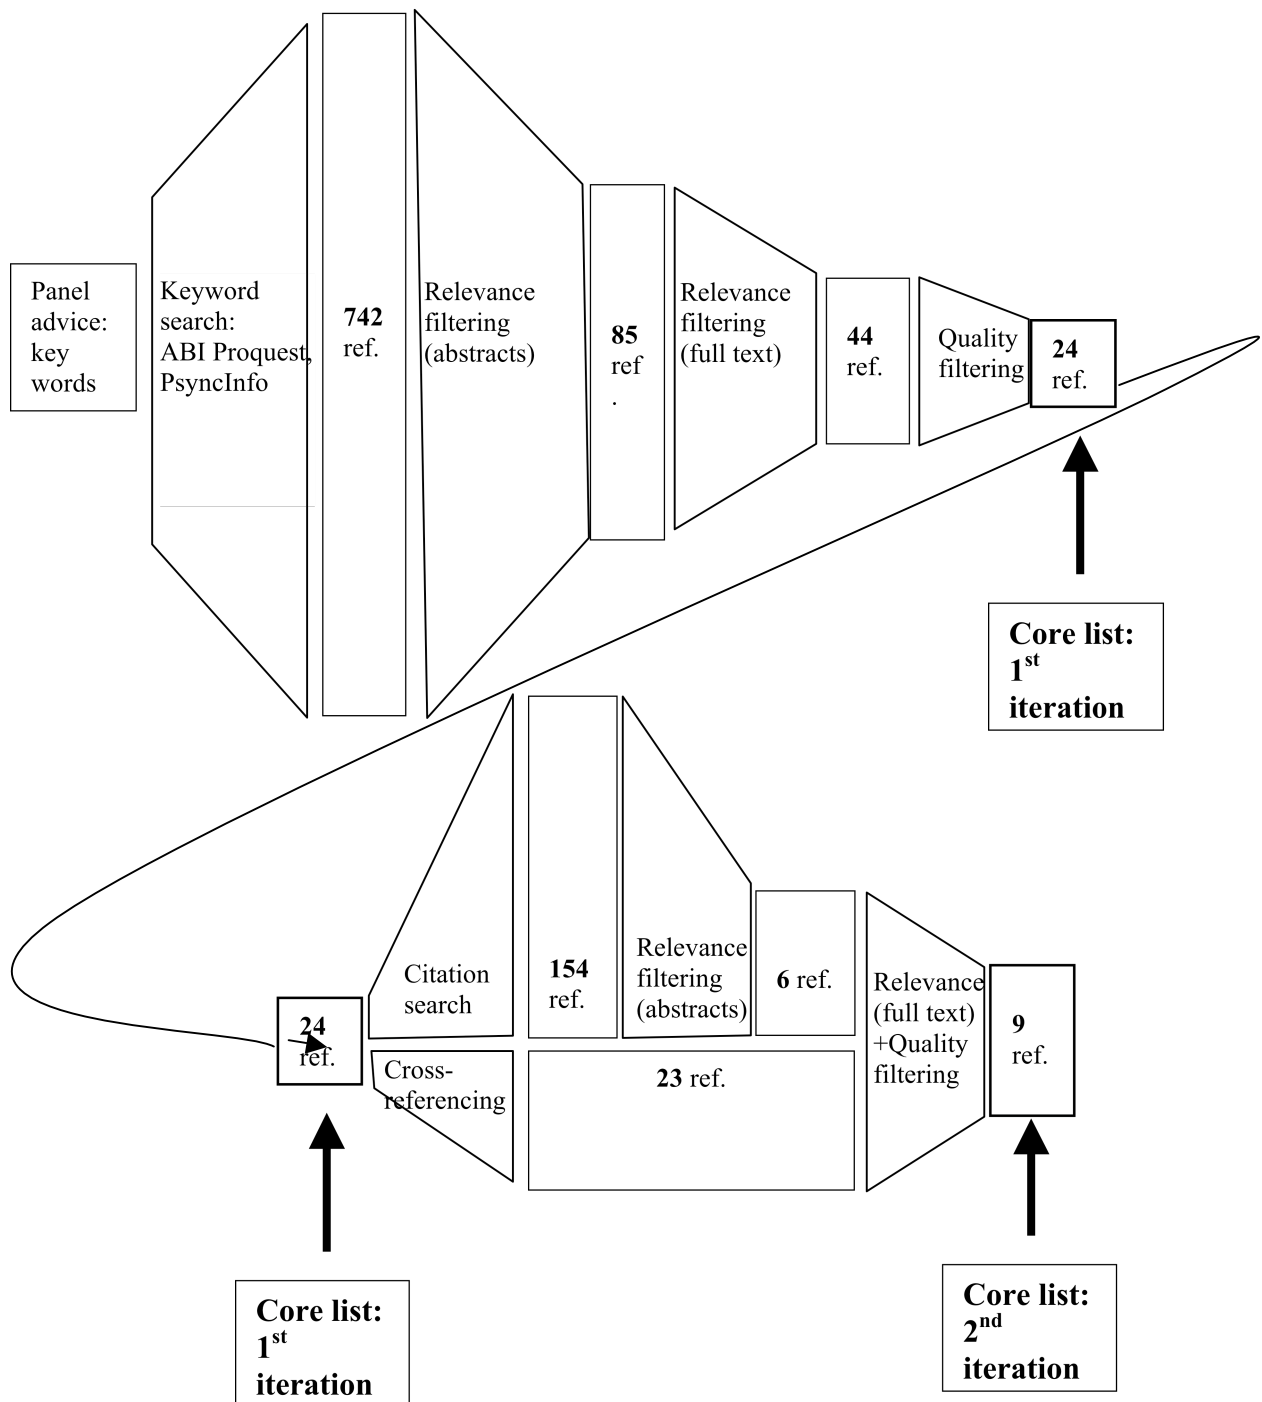 Panel
advice:
key
words
Keyword
search:
ABI Proquest,
PsyncInfo
742
ref.
Relevance
filtering
(abstracts)
85
ref
.
Relevance
filtering
(full text)
44
ref.
Quality
filtering
24
ref.
Core list:
1st
iteration
Citation
search
154
ref.
Relevance
filtering
(abstracts)
6 ref.
24
ref.
Cross-
referencing
23 ref.
Relevance
(full text)
+Quality
filtering
9
ref.
Core list:
1st
iteration
Core list:
2nd
iteration